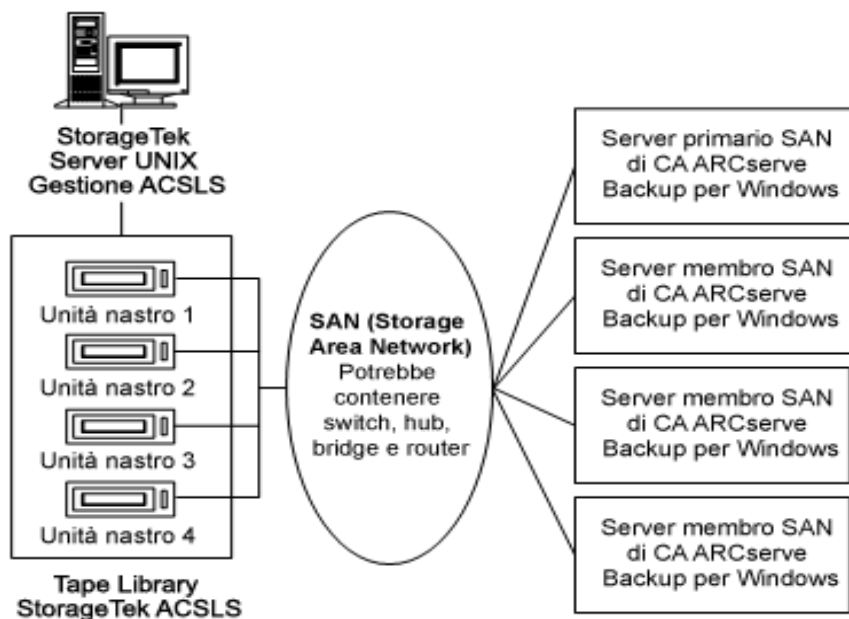 StorageTek
Server UNIX
Gestione ACSLS
Unità nastro 1
Unità nastro 2
Unità nastro 3
Unità nastro 4
Tape Library
StorageTek ACSLS
SAN (Storage
Area Network)
Potrebbe
contenere
switch, hub,
bridge e router
Server primario SAN
di CA ARCserve
Backup per Windows
Server membro SAN
di CA ARCserve
Backup per Windows
Server membro SAN
di CA ARCserve
Backup per Windows
Server membro SAN
di CA ARCserve
Backup per Windows